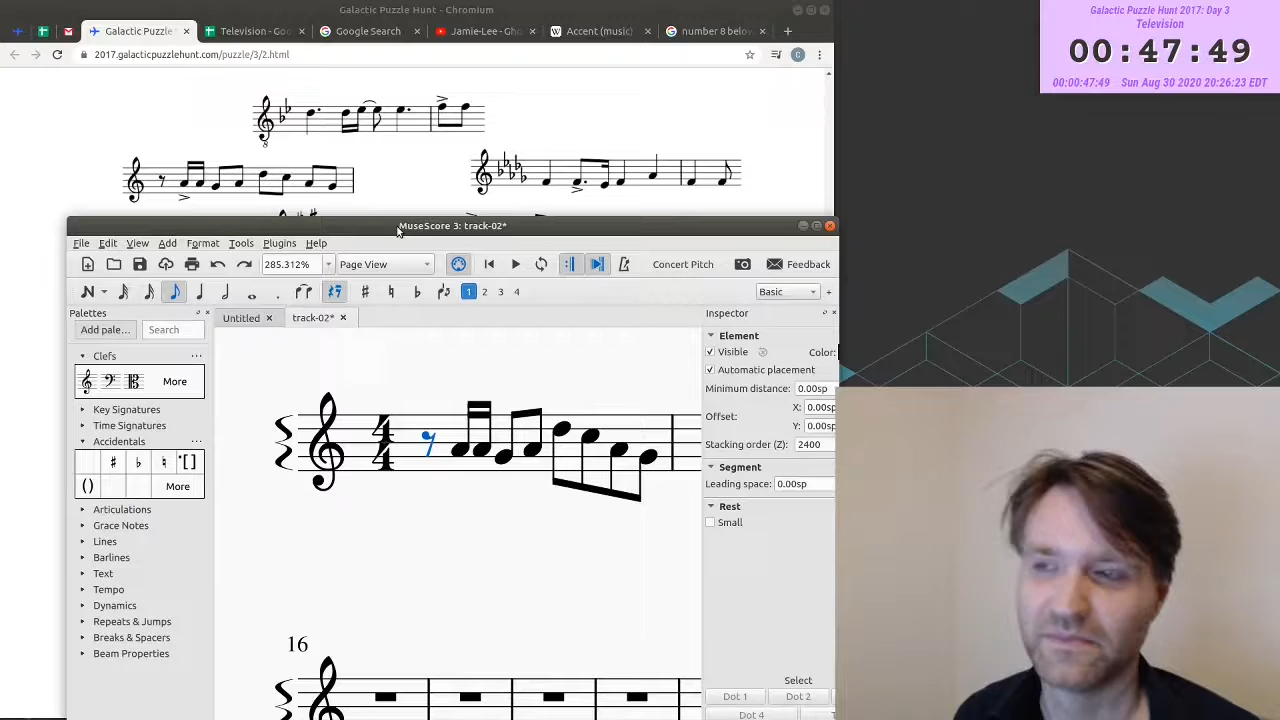 Galactic Puzzle Hunt - Chromium
Galactic Puzzle
Television - Goo
Google Search
Jamie-Lee - Gho
Accent (music)
number 8 below
2017.galacticpuzzlehunt.com/puzzle/3/2.html
C
Galactic Puzzle Hunt 2017: Day 3
Television
00:47:49
00:00:47:49 Sun Aug 30 2020 20:26:23 EDT
8
MuseScore 3: track-02*
File Edit View Add Format Tools Plugins Help
285.312% Page View Concert Pitch Feedback
1 2 3 4 Basic +
Palettes
Add pale... Search
Clefs ...
More
Key Signatures
Time Signatures
Accidentals ...
More
Articulations
Grace Notes
Lines
Barlines
Text
Tempo
Dynamics
Repeats & Jumps
Breaks & Spacers
Beam Properties
Untitled track-02*
4
4
16
Inspector
Element
Visible Color:
Automatic placement
Minimum distance: 0.00sp
Offset: X: 0.00sp
Y: 0.00sp
Stacking order (Z): 2400
Segment
Leading space: 0.00sp
Rest
Small
Select
Dot 1 Dot 2
Dot 4